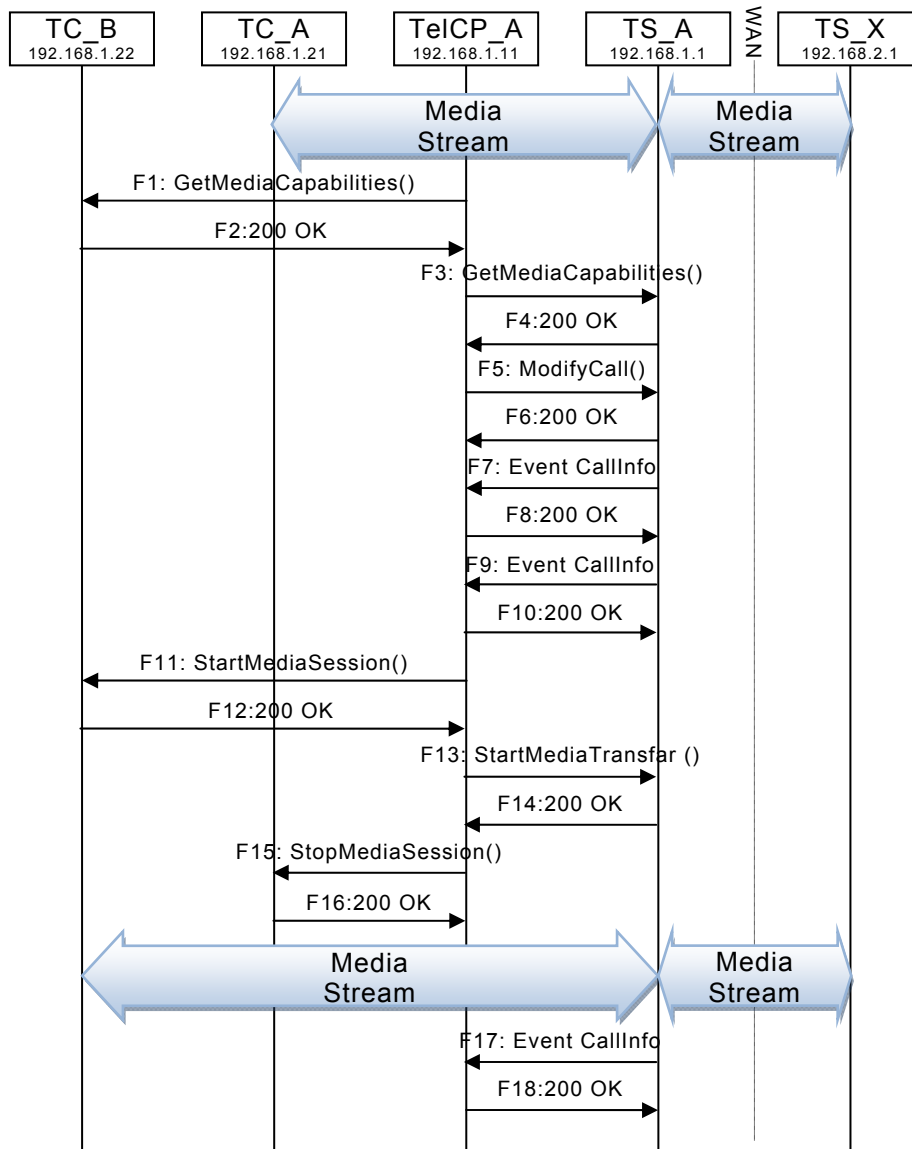 TC_B
192.168.1.22
TC_A
192.168.1.21
TelCP_A
192.168.1.11
TS_A
192.168.1.1
WAN
TS_X
192.168.2.1
Media
Stream
Media
Stream
F1: GetMediaCapabilities()
F2:200 OK
F3: GetMediaCapabilities()
F4:200 OK
F5: ModifyCall()
F6:200 OK
F7: Event CallInfo
F8:200 OK
F9: Event CallInfo
F10:200 OK
F11: StartMediaSession()
F12:200 OK
F13: StartMediaTransfar ()
F14:200 OK
F15: StopMediaSession()
F16:200 OK
Media
Stream
Media
Stream
F17: Event CallInfo
F18:200 OK